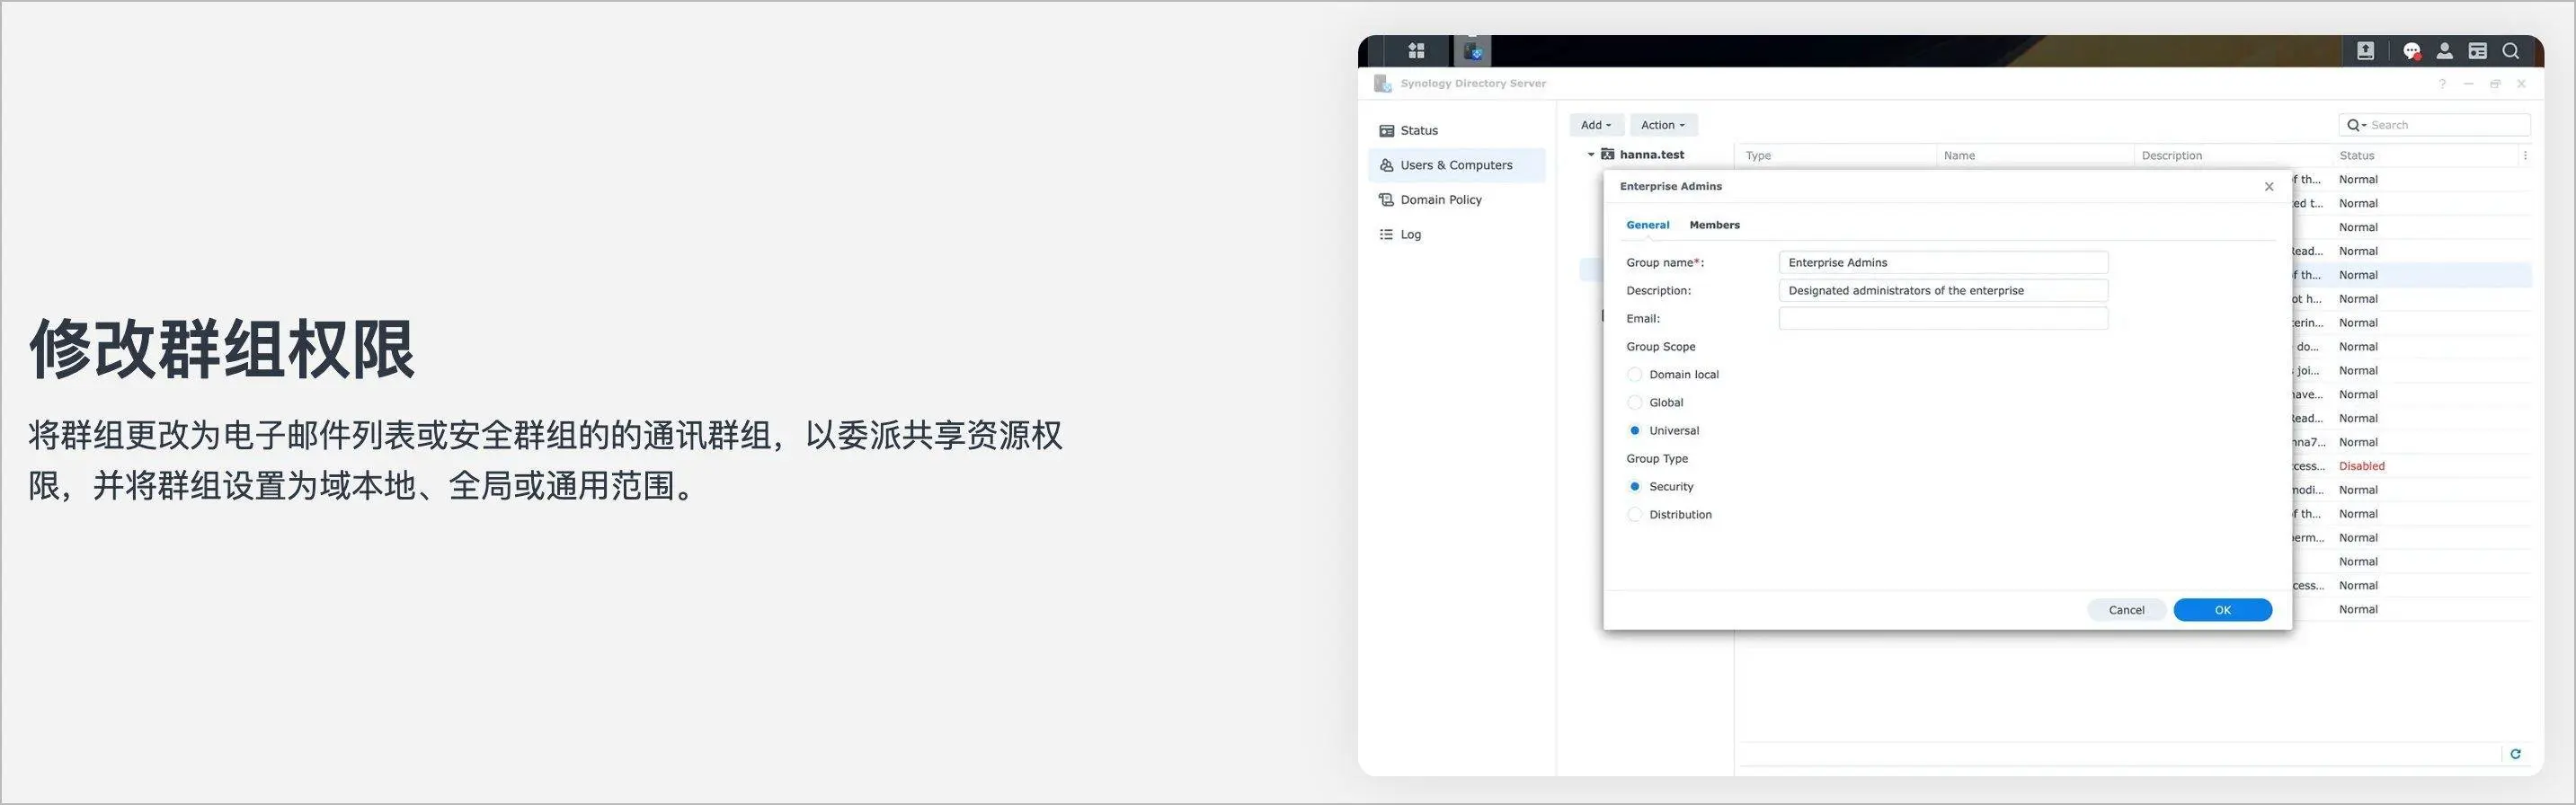 修改群组权限
将群组更改为电子邮件列表或安全群组的的通讯群组，以委派共享资源权
限，并将群组设置为域本地、全局或通用范围。
Synology Directory Server
Status
Users & Computers
Domain Policy
Log
Add
Action
Search
hanna.test
Type Name Description Status
Enterprise Admins
General Members
Group name*: Enterprise Admins
Description: Designated administrators of the enterprise
Email:
Group Scope
Domain local
Global
Universal
Group Type
Security
Distribution
Cancel OK
f th... Normal
ed t... Normal
Normal
Read... Normal
f th... Normal
ot h... Normal
erin... Normal
do... Normal
joi... Normal
have... Normal
Read... Normal
nna7... Normal
cess... Disabled
modi... Normal
of th... Normal
perm... Normal
Normal
cess... Normal
Normal